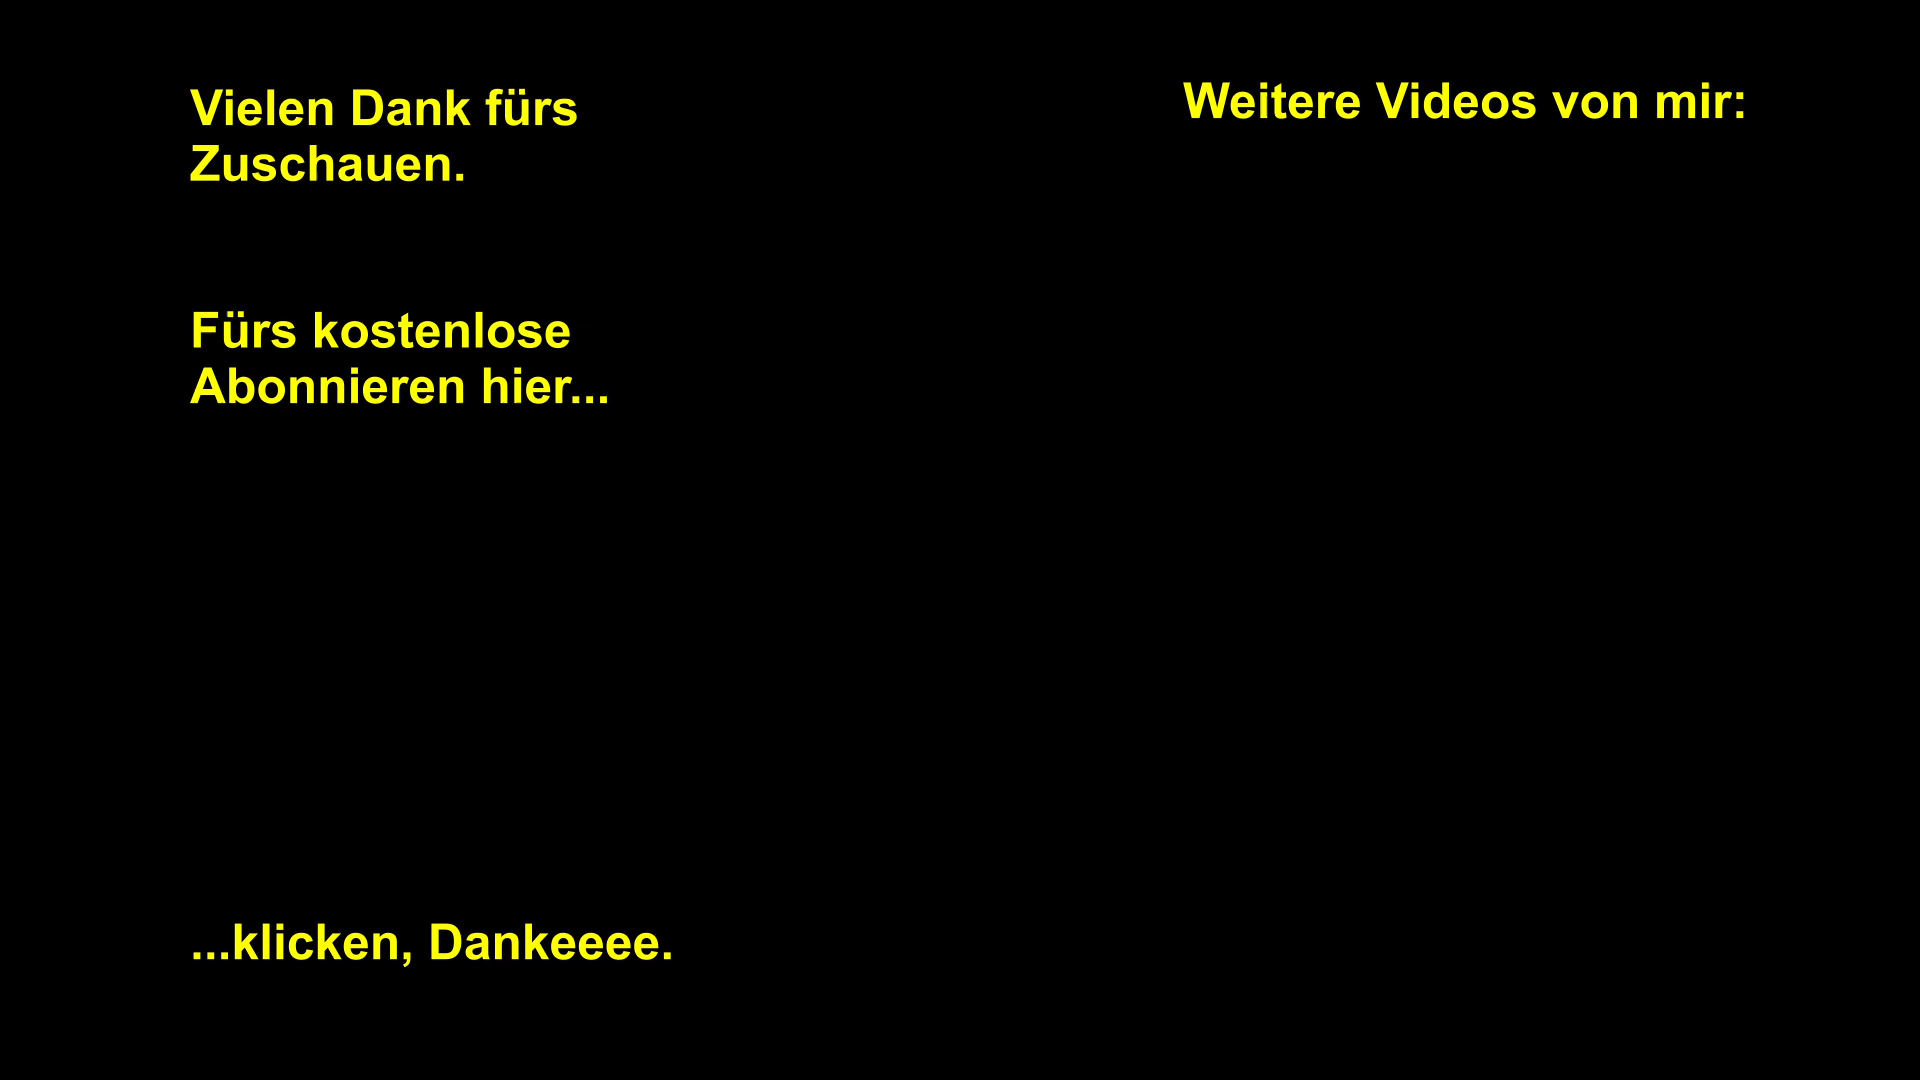 Vielen Dank fürs
Zuschauen.
Fürs kostenlose
Abonnieren hier...
...klicken, Dankeeee.
Weitere Videos von mir: